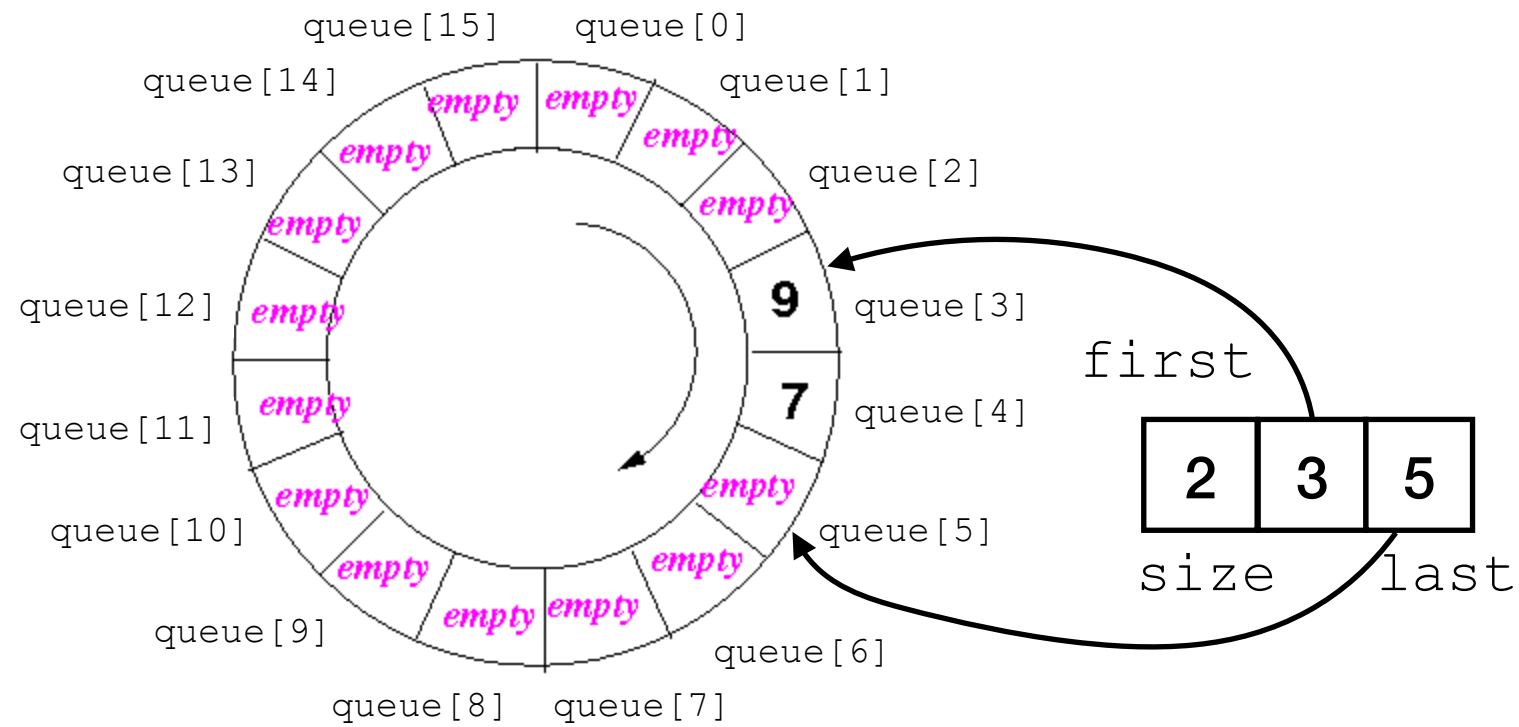 queue[15] queue[0]
queue[14] queue[1]
empty empty
empty empty
queue[13] queue[2]
empty empty
9
queue[12] queue[3]
empty
first
7
empty queue[4]
queue[11]
2 3 5
empty empty
queue[10] queue[5]
empty empty
size last
empty empty
queue[9] queue[6]
queue[8] queue[7]